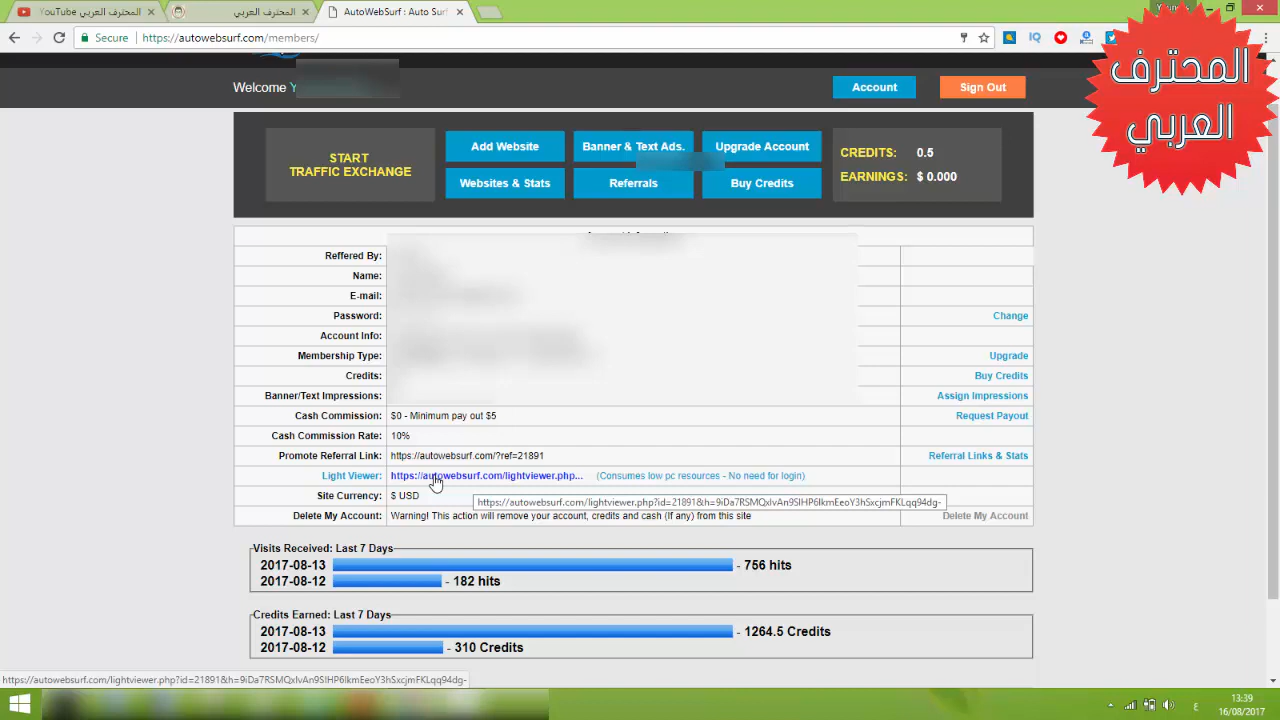 المحترف العربي YouTube
المحترف العربي
AutoWebSurf : Auto Surf
Secure
https://autowebsurf.com/members/
المحترف
العربي
Welcome Y
Account
Sign Out
START
TRAFFIC EXCHANGE
Add Website
Banner & Text Ads.
Upgrade Account
Websites & Stats
Referrals
Buy Credits
CREDITS: 0.5
EARNINGS: $ 0.000
Reffered By:
Name:
E-mail:
Password: Change
Account Info:
Membership Type: Upgrade
Credits: Buy Credits
Banner/Text Impressions: Assign Impressions
Cash Commission: $0 - Minimum pay out $5 Request Payout
Cash Commission Rate: 10%
Promote Referral Link: https://autowebsurf.com/?ref=21891 Referral Links & Stats
Light Viewer: https://autowebsurf.com/lightviewer.php... (Consumes low pc resources - No need for login)
Site Currency: $ USD
https://autowebsurf.com/lightviewer.php?id=21891&h=9iDa7RSMQxIvAn9SIHP6IkmEeoY3hSxcjmFKLqq94dg-
Delete My Account: Warning! This action will remove your account, credits and cash (if any) from this site Delete My Account
Visits Received: Last 7 Days
2017-08-13 - 756 hits
2017-08-12 - 182 hits
Credits Earned: Last 7 Days
2017-08-13 - 1264.5 Credits
2017-08-12 - 310 Credits
https://autowebsurf.com/lightviewer.php?id=21891&h=9iDa7RSMQxIvAn9SIHP6IkmEeoY3hSxcjmFKLqq94dg-
ع
13:39
16/08/2017